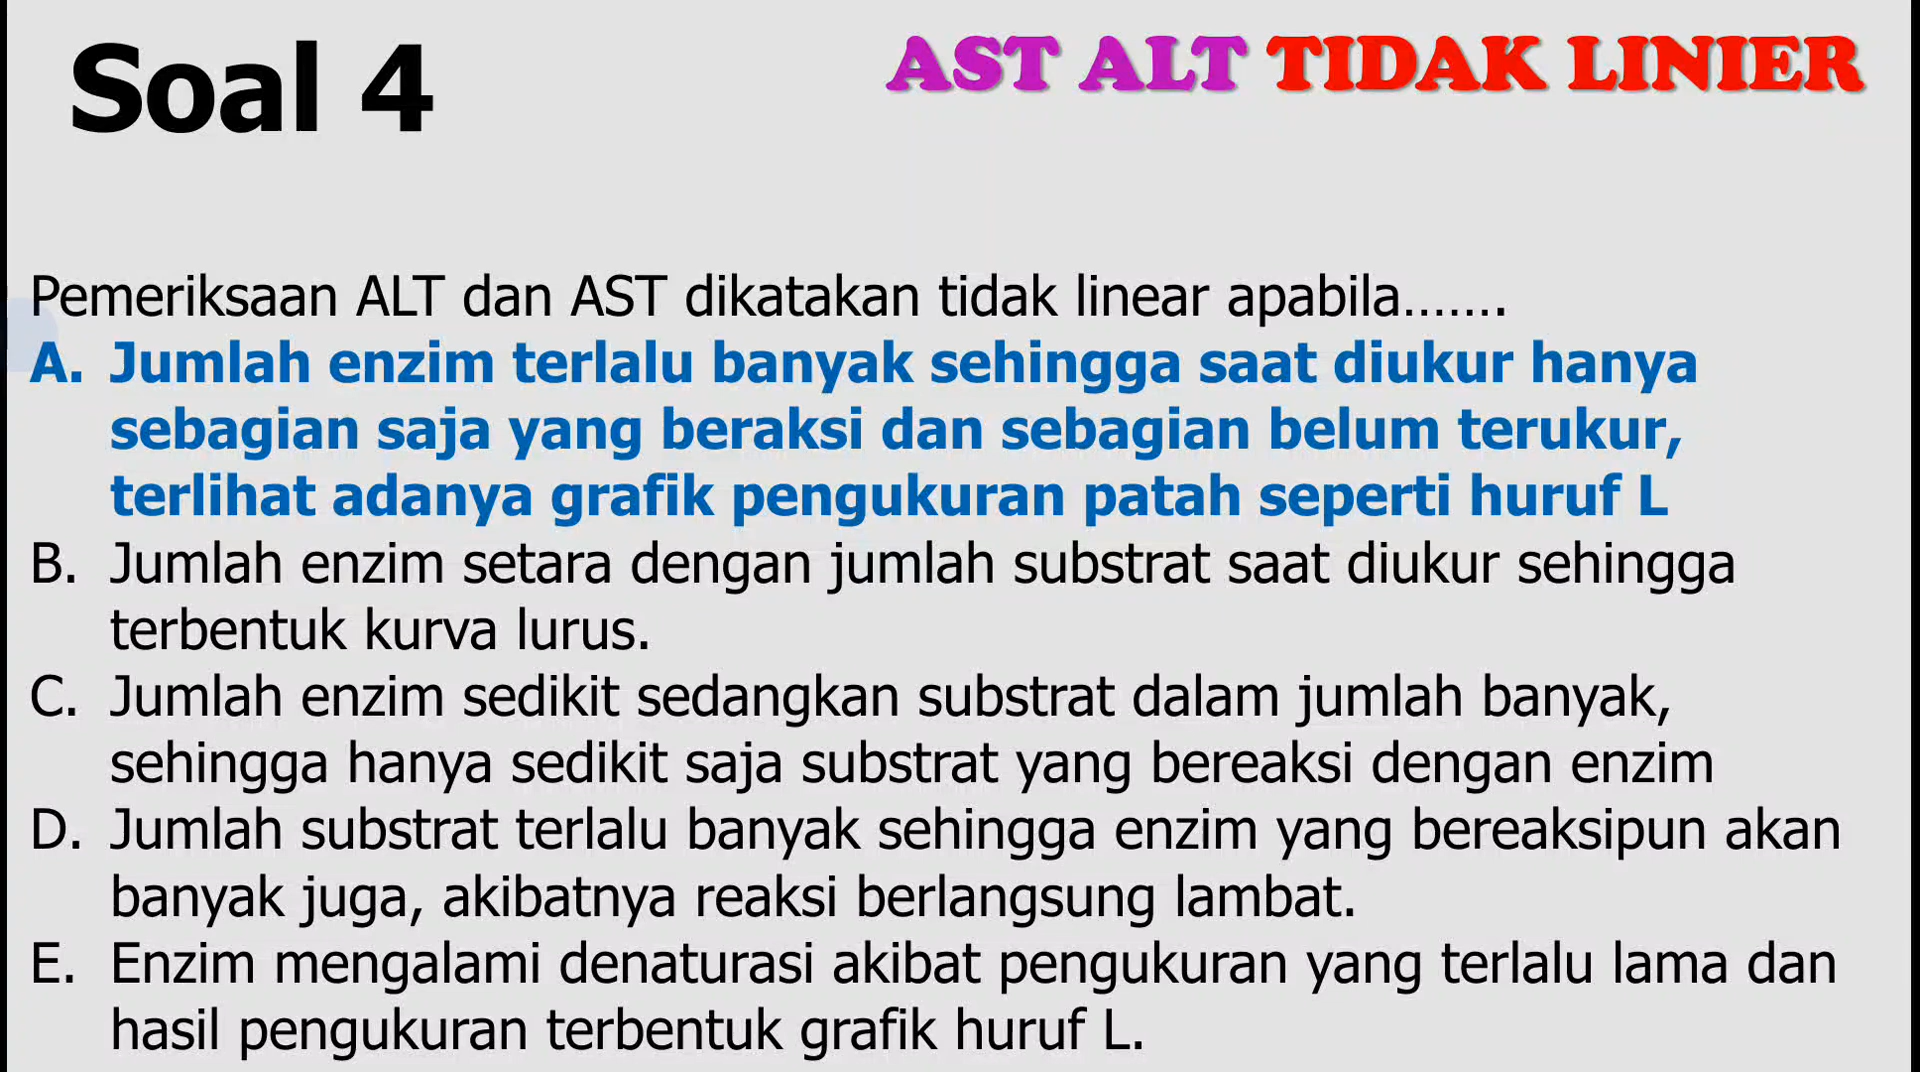 Soal 4
AST ALT TIDAK LINIER
Pemeriksaan ALT dan AST dikatakan tidak linear apabila.......
A. Jumlah enzim terlalu banyak sehingga saat diukur hanya
sebagian saja yang beraksi dan sebagian belum terukur,
terlihat adanya grafik pengukuran patah seperti huruf L
B. Jumlah enzim setara dengan jumlah substrat saat diukur sehingga
terbentuk kurva lurus.
C. Jumlah enzim sedikit sedangkan substrat dalam jumlah banyak,
sehingga hanya sedikit saja substrat yang bereaksi dengan enzim
D. Jumlah substrat terlalu banyak sehingga enzim yang bereaksipun akan
banyak juga, akibatnya reaksi berlangsung lambat.
E. Enzim mengalami denaturasi akibat pengukuran yang terlalu lama dan
hasil pengukuran terbentuk grafik huruf L.